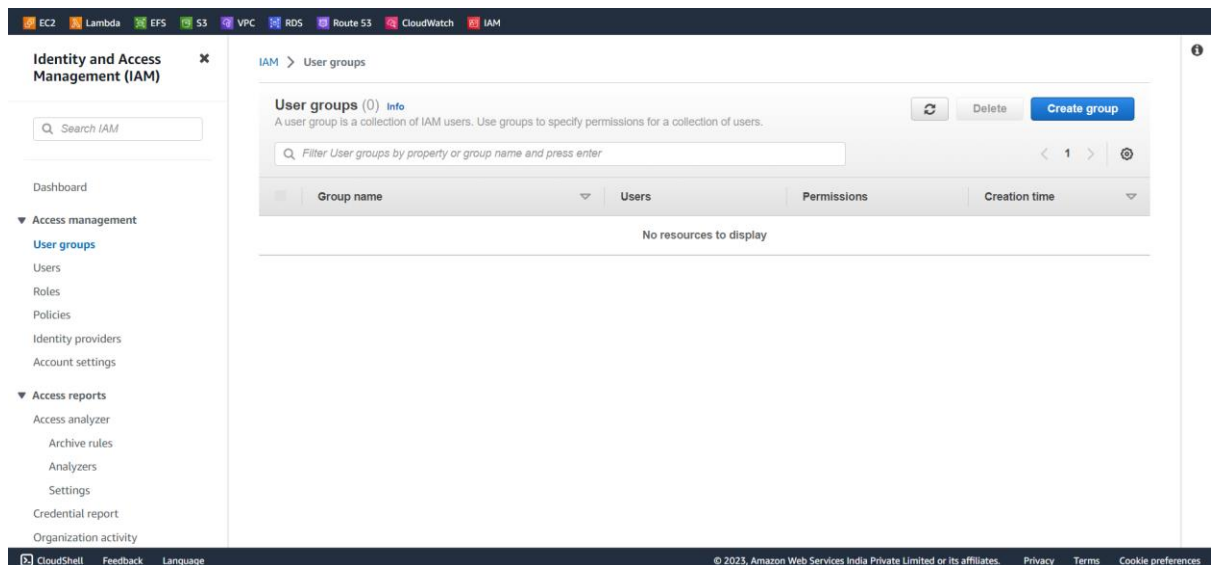 EC2 Lambda EFS S3 VPC RDS Route 53 CloudWatch IAM
Identity and Access
Management (IAM)
Search IAM
Dashboard
Access management
User groups
Users
Roles
Policies
Identity providers
Account settings
Access reports
Access analyzer
Archive rules
Analyzers
Settings
Credential report
Organization activity
IAM > User groups
User groups (0) Info
A user group is a collection of IAM users. Use groups to specify permissions for a collection of users.
Delete Create group
Filter User groups by property or group name and press enter
< 1 >
Group name Users Permissions Creation time
No resources to display
CloudShell Feedback Language © 2023, Amazon Web Services India Private Limited or its affiliates. Privacy Terms Cookie preferences